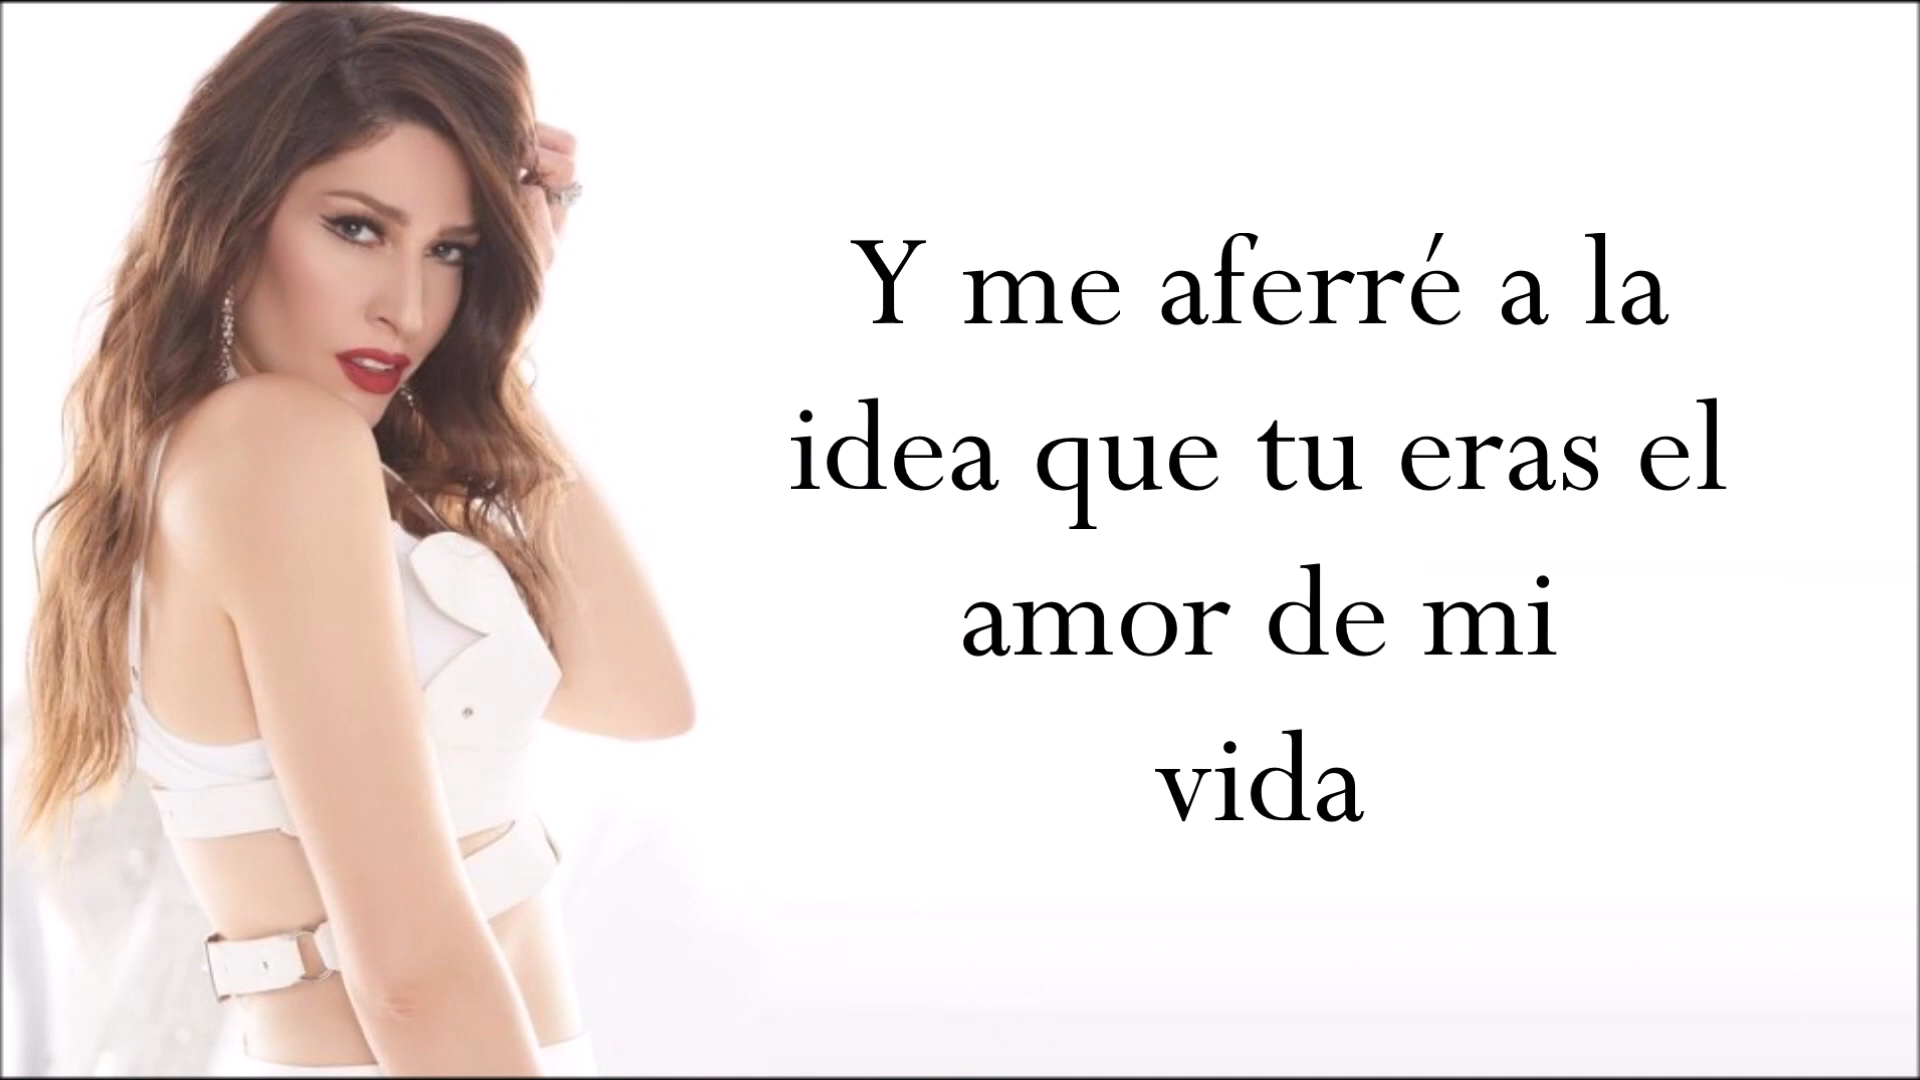 Y me aferré a la
idea que tu eras el
amor de mi
vida